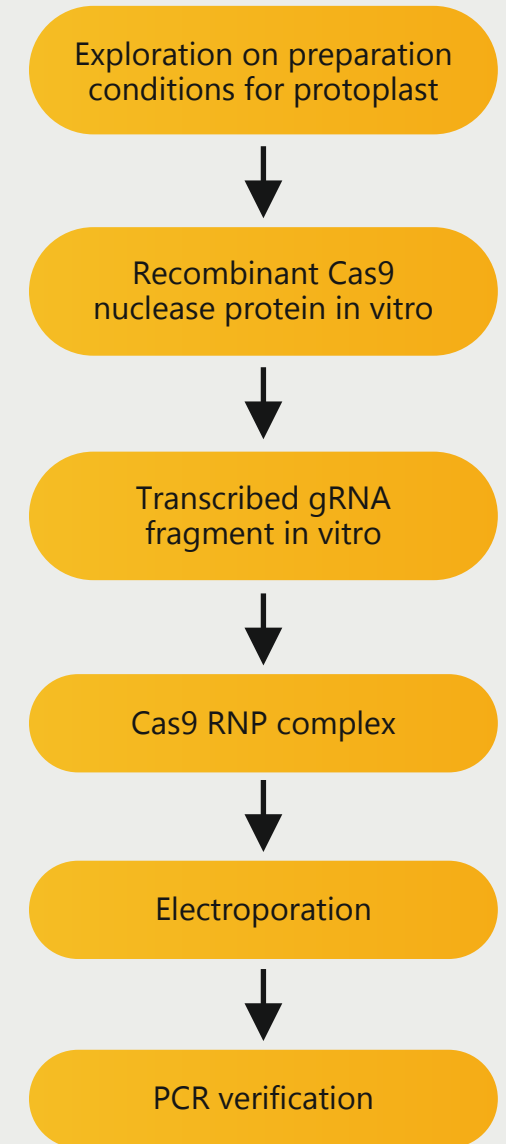 Exploration on preparation
conditions for protoplast
Recombinant Cas9
nuclease protein in vitro
Transcribed gRNA
fragment in vitro
Cas9 RNP complex
Electroporation
PCR verification